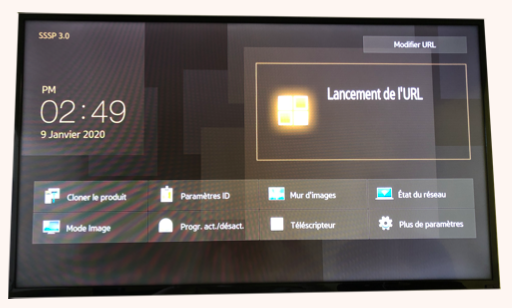 SSSP 3.0
Modifier URL
Lancement de l'URL
PM
02:49
9 Janvier 2020
Cloner le produit
Paramètres ID
Mur d'images
État du réseau
Mode Image
Progr. act./désact.
Téléscripteur
Plus de paramètres